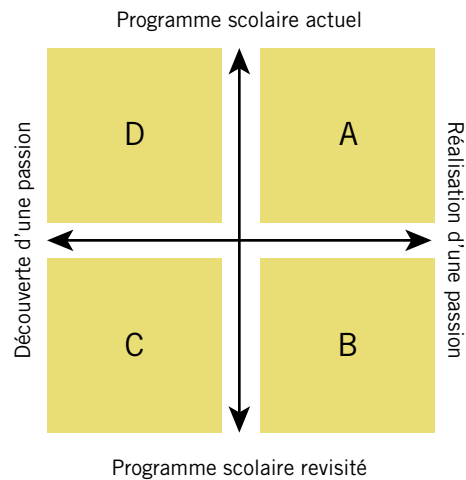 Programme scolaire actuel
D
A
Découverte d’une passion
Réalisation d’une passion
C
B
Programme scolaire revisité